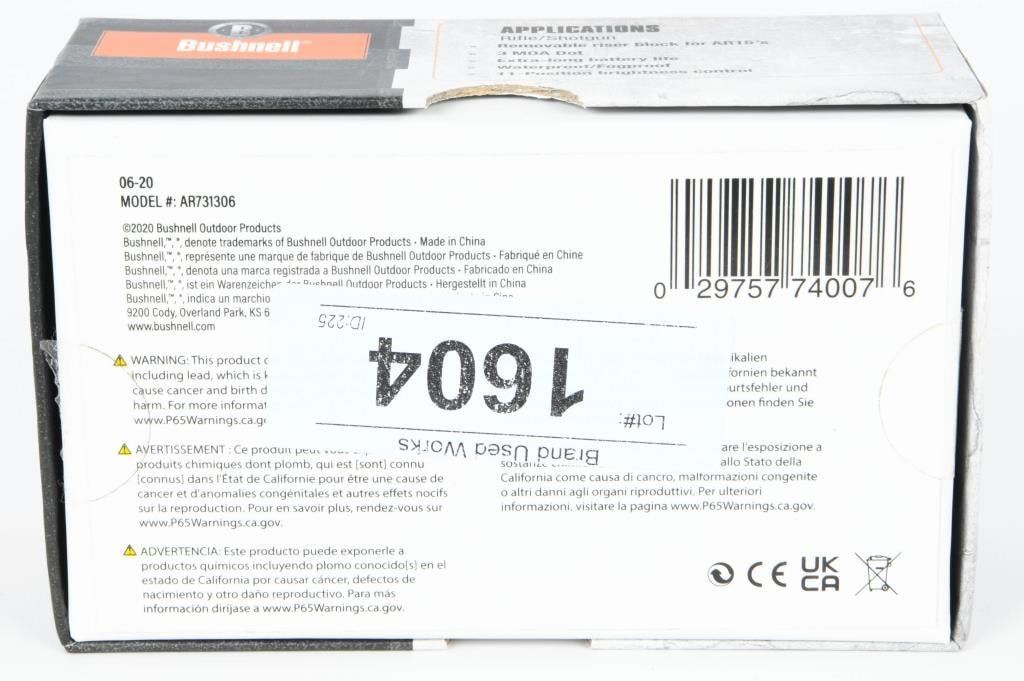 Bushnell
APPLICATIONS
Rifle/Shotgun
Removable riser block for AR15's
3 MOA Dot
Extra-long battery life
Waterproof/Fogproof
11-Position brightness control
06-20
MODEL #: AR731306
©2020 Bushnell Outdoor Products
Bushnell,™,®, denote trademarks of Bushnell Outdoor Products · Made in China
Bushnell,™,®, représente une marque de fabrique de Bushnell Outdoor Products · Fabriqué en Chine
Bushnell,™,®, denota una marca registrada a Bushnell Outdoor Products · Fabricado en China
Bushnell,™,®, ist ein Warenzeichen Bushnell Outdoor Products · Hergestellt in China
Bushnell,™,®, indica un marchio
9200 Cody, Overland Park, KS 6
www.bushnell.com
0 29757 74007 6
ID:225
1604
Lot#:
Brand Used Works
WARNING: This product
including lead, which is
cause cancer and birth d
harm. For more informat
www.P65Warnings.ca.g
ikalien
fornien bekannt
urtsfehler und
onen finden Sie
AVERTISSEMENT : Ce produit peut
produits chimiques dont plomb, qui est [sont] connu
[connus] dans l'État de Californie pour être une cause de
cancer et d'anomalies congénitales et autres effets nocifs
sur la reproduction. Pour en savoir plus, rendez-vous sur
www.P65Warnings.ca.gov.
are l'esposizione a
allo Stato della
California come causa di cancro, malformazioni congenite
o altri danni agli organi riproduttivi. Per ulteriori
informazioni, visitare la pagina www.P65Warnings.ca.gov.
ADVERTENCIA: Este producto puede exponerle a
productos químicos incluyendo plomo conocido[s] en el
estado de California por causar cáncer, defectos de
nacimiento y otro daño reproductivo. Para más
información diríjase a www.P65Warnings.ca.gov.
CE UK
CA